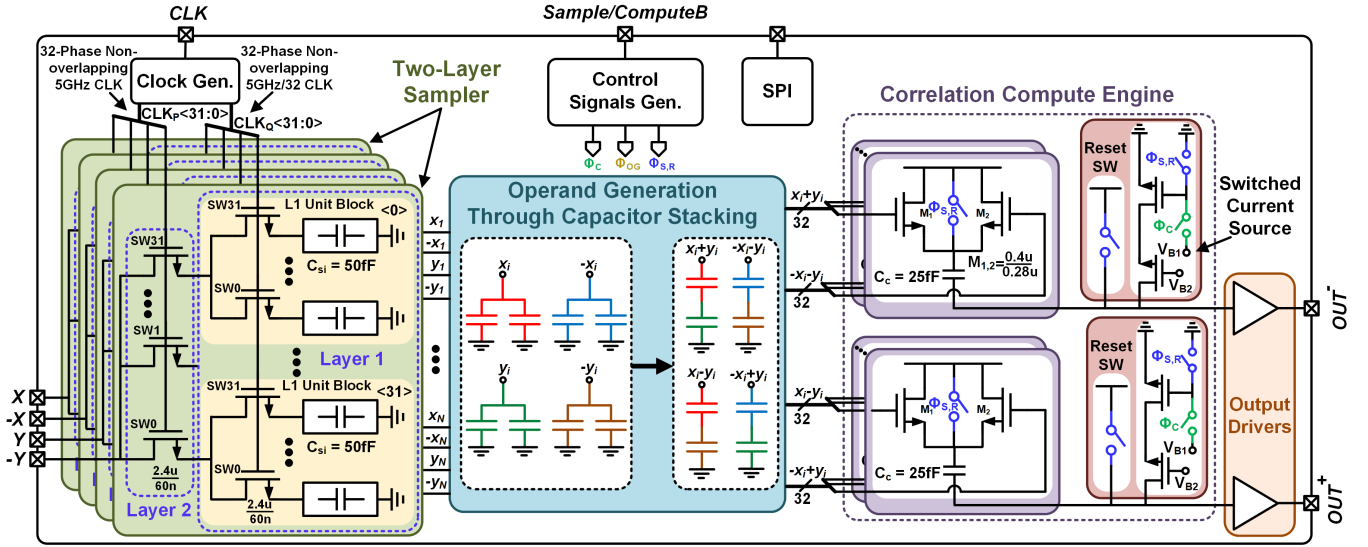 CLK
Sample/ComputeB
32-Phase Non-
overlapping
5GHz CLK
32-Phase Non-
overlapping
5GHz/32 CLK
Clock Gen.
CLKP<31:0>
CLKQ<31:0>
Two-Layer
Sampler
Control
Signals Gen.
SPI
ΦC
ΦOG
ΦS,R
Correlation Compute Engine
SW31
L1 Unit Block
<0>
Csi = 50fF
SW0
SW31
SW1
SW0
2.4u
60n
Layer 2
Layer 1
SW31
L1 Unit Block
<31>
Csi = 50fF
SW0
2.4u
60n
X
-X
Y
-Y
x1
-x1
y1
-y1
xN
-xN
yN
-yN
Operand Generation
Through Capacitor Stacking
xi
-xi
yi
-yi
xi+yi
-xi-yi
xi-yi
-xi+yi
xi+yi
32
-xi-yi
32
xi-yi
32
-xi+yi
32
M1
ΦS,R
M2
M1,2=0.4u
0.28u
Cc = 25fF
M1
ΦS,R
M2
Cc = 25fF
Reset
SW
ΦS,R
ΦC
VB1
VB2
Switched
Current
Source
Reset
SW
ΦS,R
ΦC
VB1
VB2
Output
Drivers
OUT-
OUT+